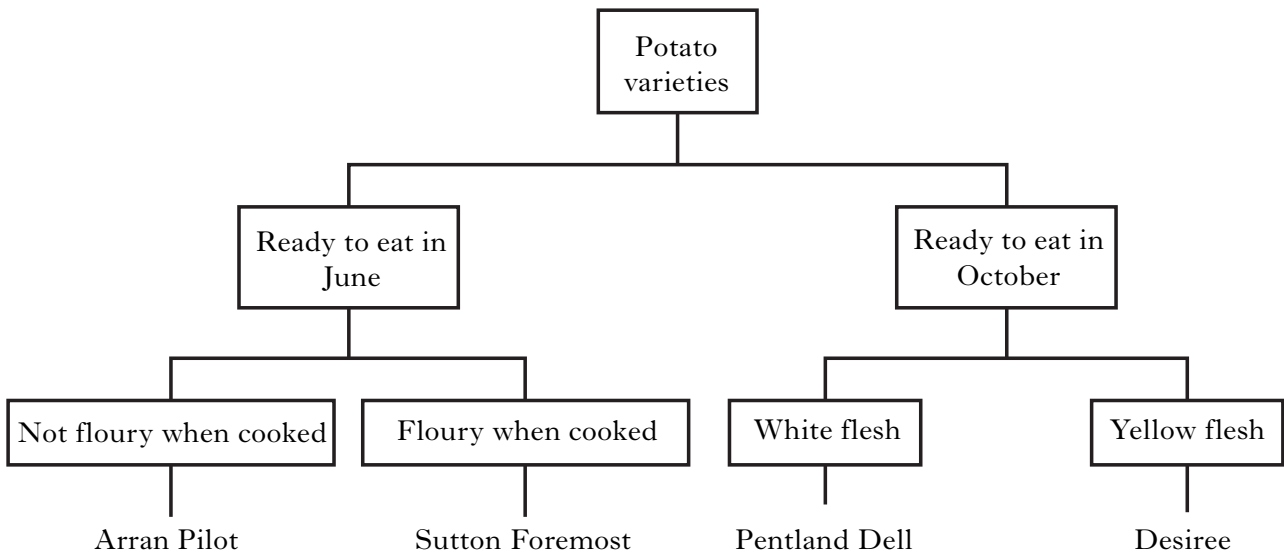 Potato
varieties
Ready to eat in
June
Ready to eat in
October
Not floury when cooked
Floury when cooked
White flesh
Yellow flesh
Arran Pilot
Sutton Foremost
Pentland Dell
Desiree